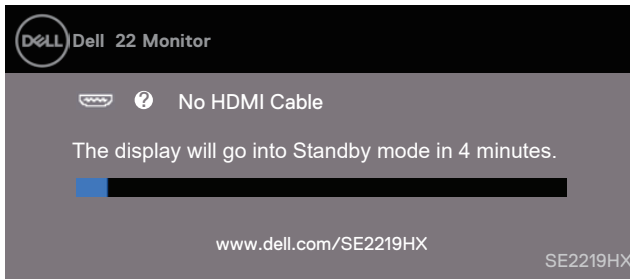 DELL Dell 22 Monitor
? No HDMI Cable
The display will go into Standby mode in 4 minutes.
www.dell.com/SE2219HX
SE2219HX